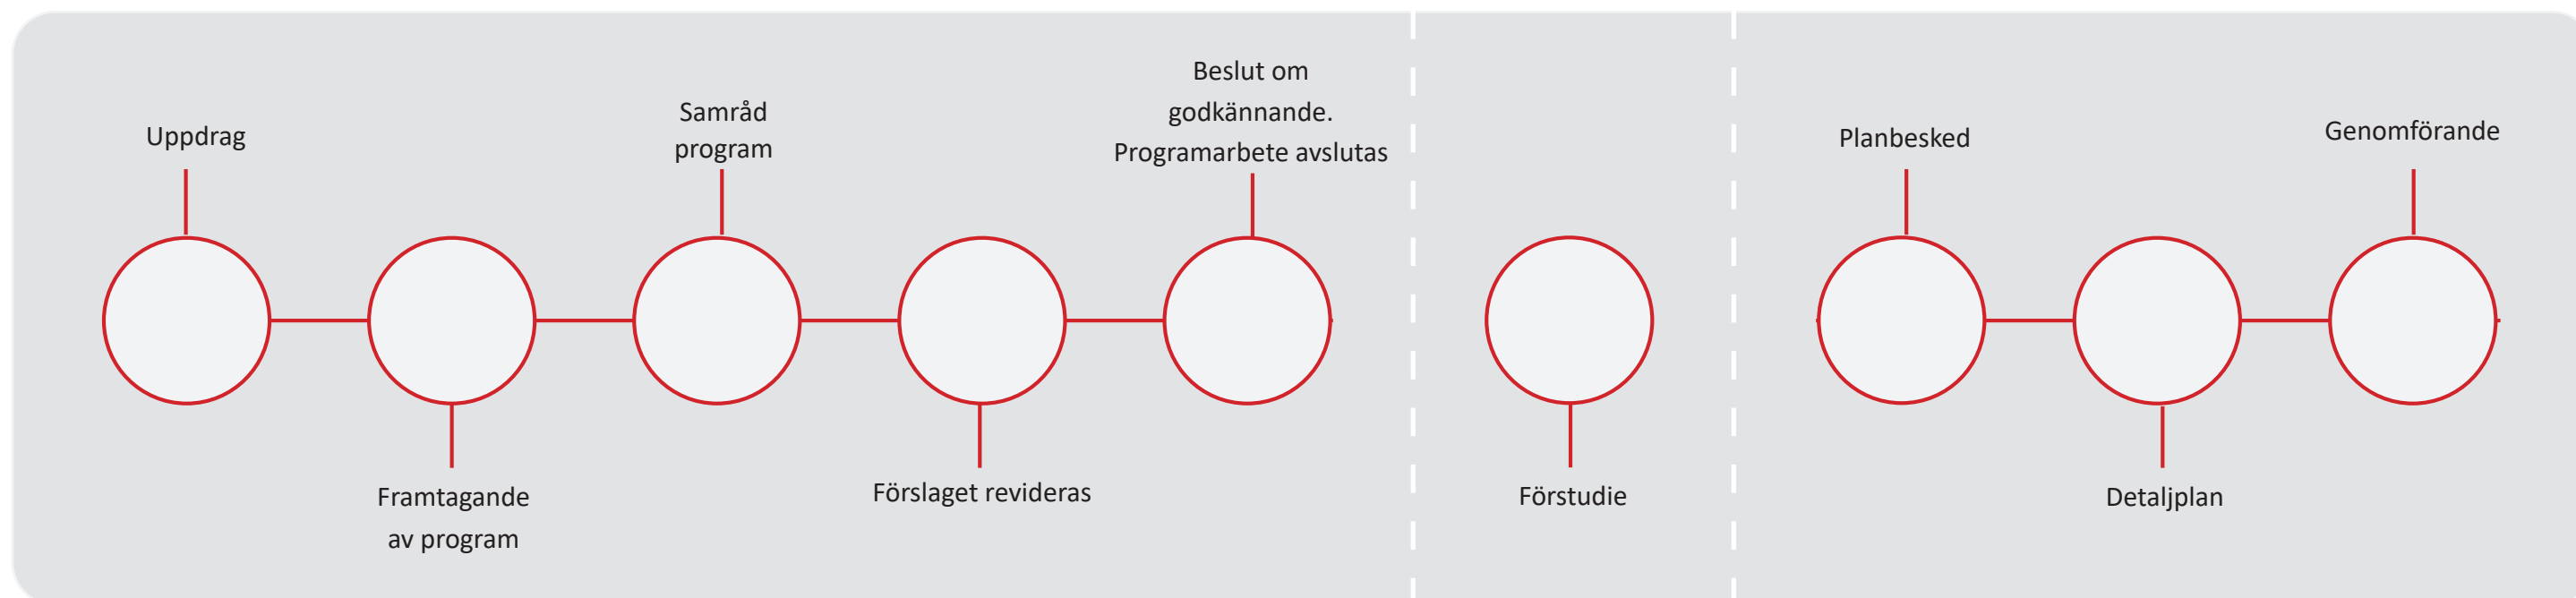 Uppdrag
Framtagande
av program
Samråd
program
Förslaget revideras
Beslut om
godkännande.
Programarbete avslutas
Förstudie
Planbesked
Detaljplan
Genomförande